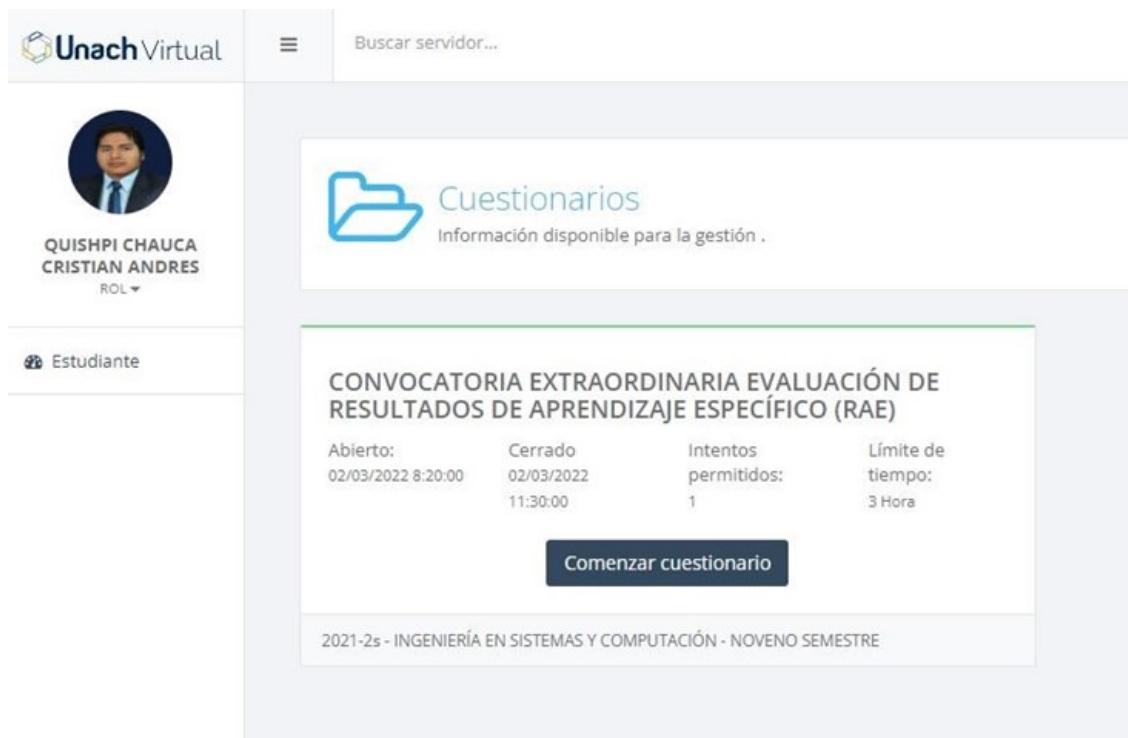 Unach Virtual
Buscar servidor...
QUISHPI CHAUCA
CRISTIAN ANDRES
ROL
Estudiante
Cuestionarios
Información disponible para la gestión .
CONVOCATORIA EXTRAORDINARIA EVALUACIÓN DE
RESULTADOS DE APRENDIZAJE ESPECÍFICO (RAE)
Abierto:
02/03/2022 8:20:00
Cerrado
02/03/2022
11:30:00
Intentos
permitidos:
1
Límite de
tiempo:
3 Hora
Comenzar cuestionario
2021-2s - INGENIERÍA EN SISTEMAS Y COMPUTACIÓN - NOVENO SEMESTRE